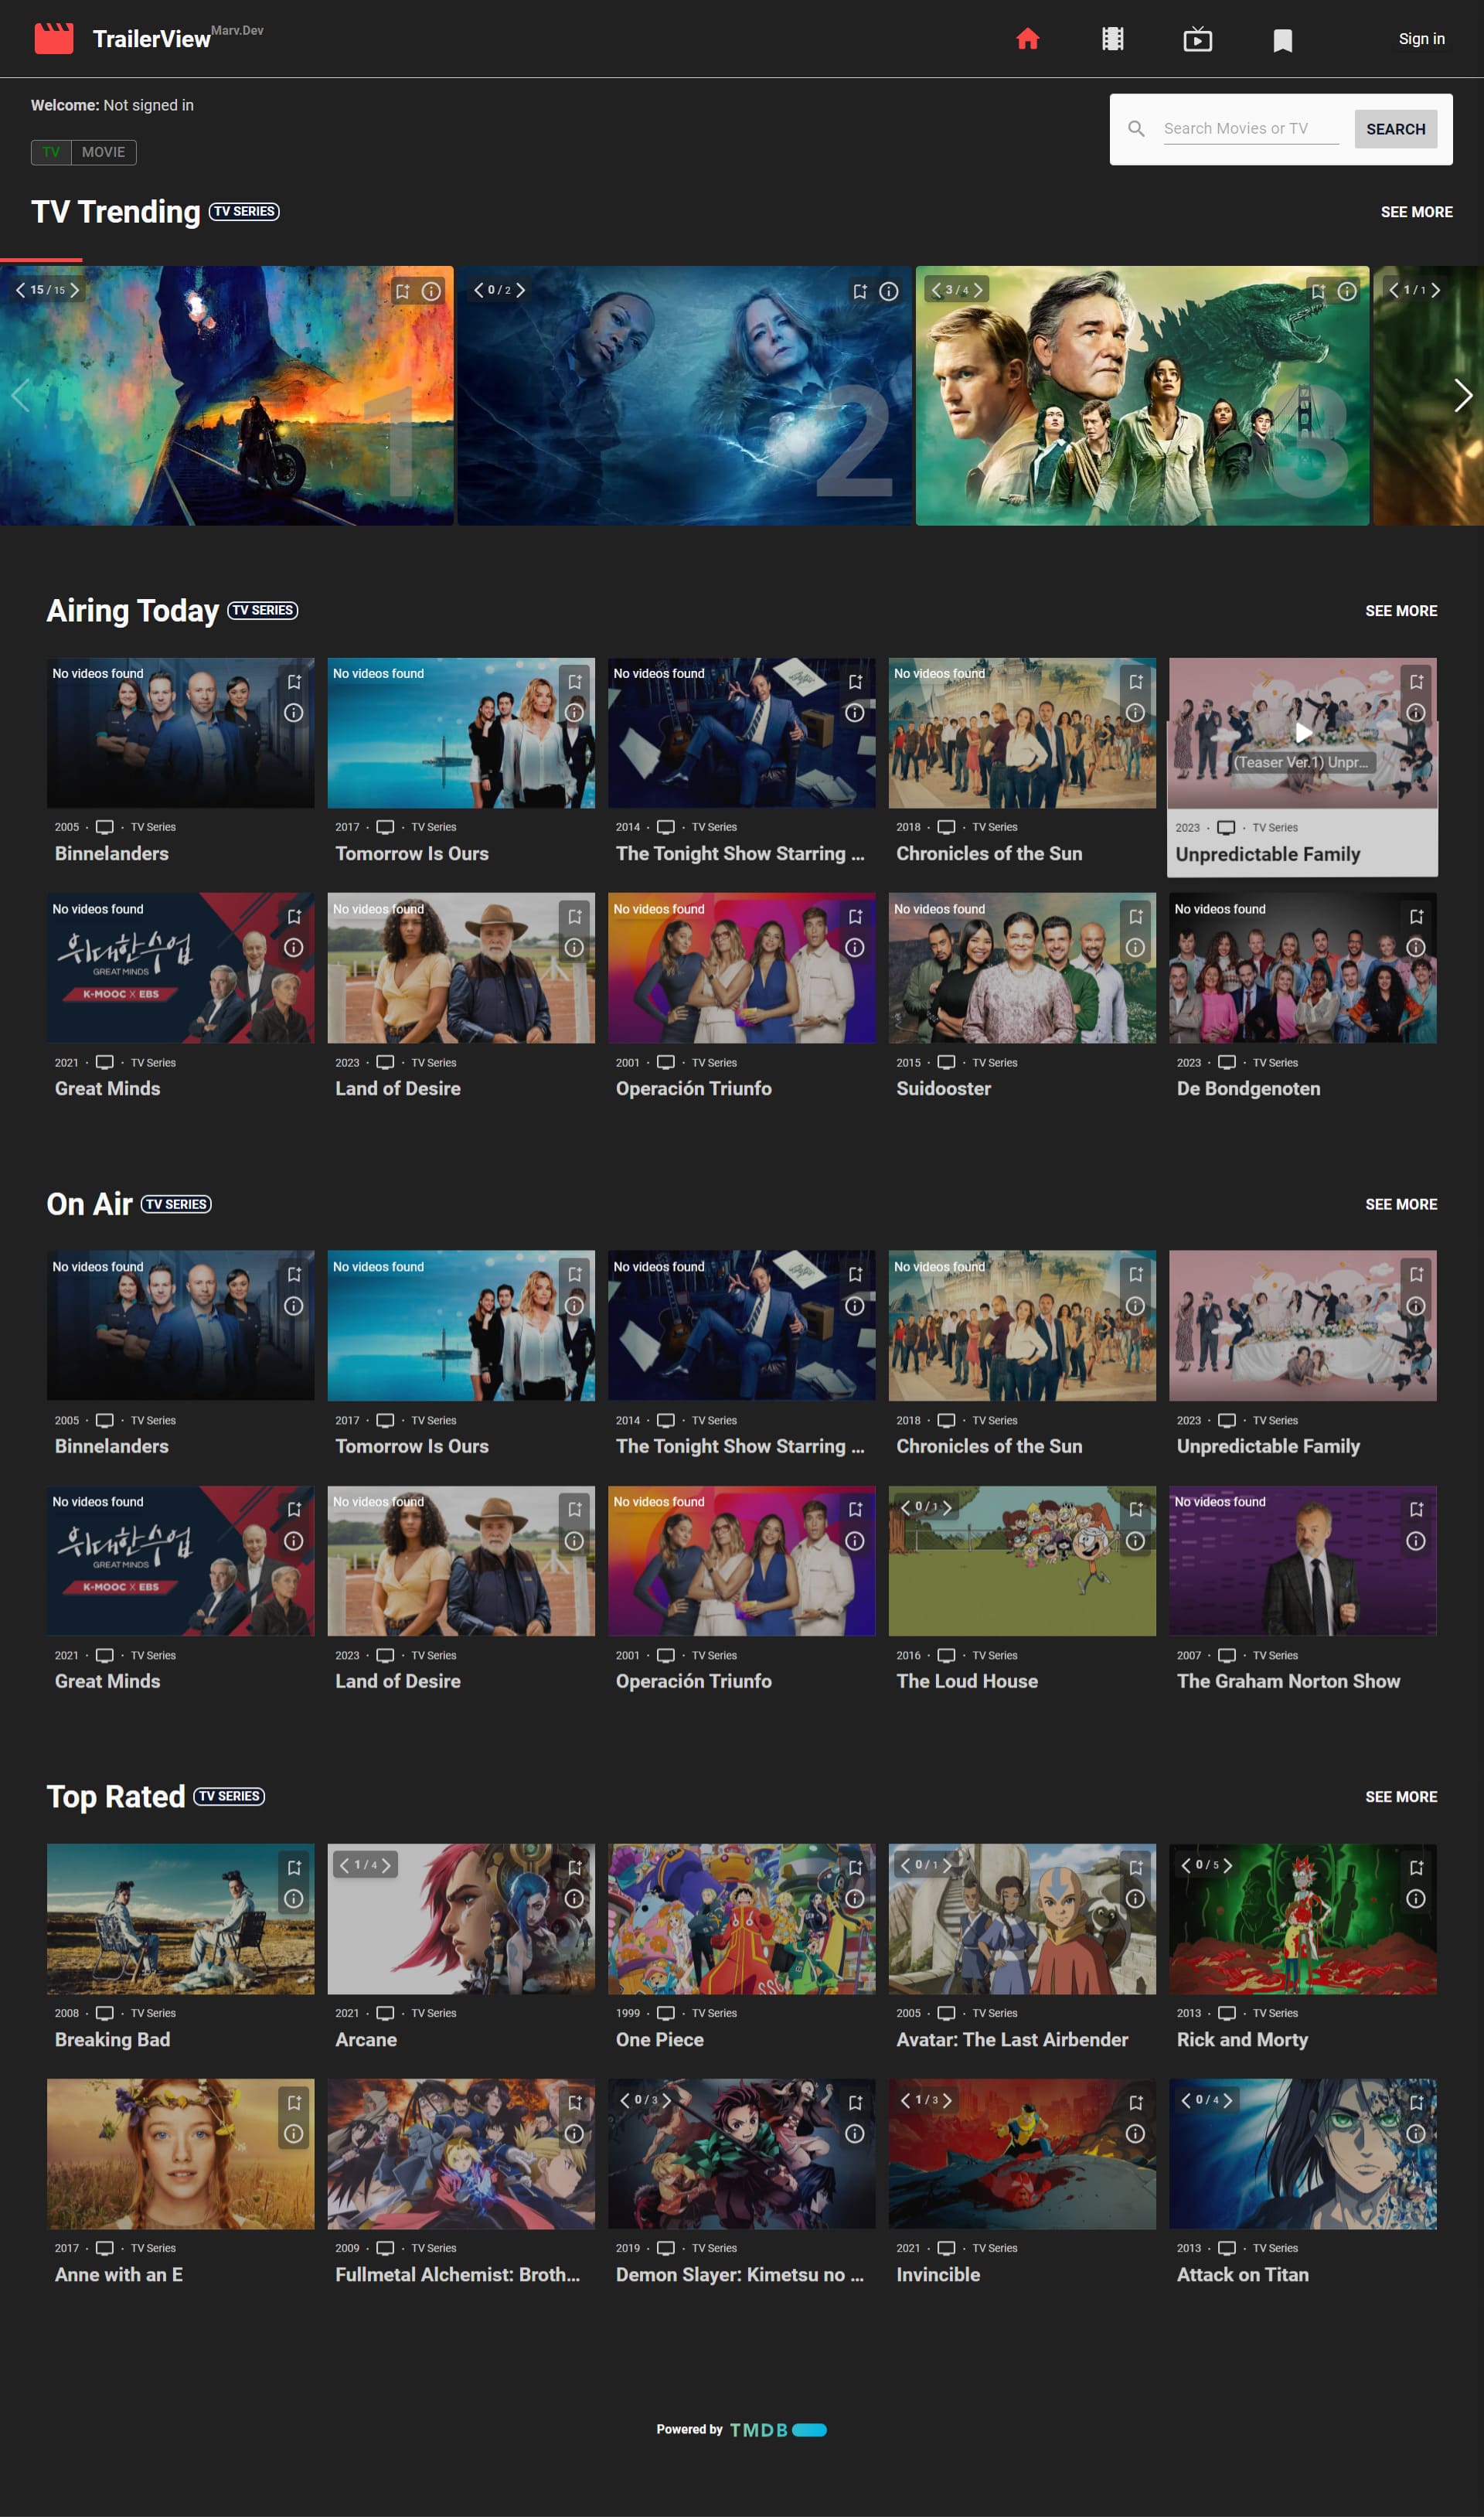 TrailerView Marv.Dev
Sign in
Welcome: Not signed in
Search Movies or TV SEARCH
TV MOVIE
TV Trending TV SERIES SEE MORE
15 / 15 0 / 2 3 / 4 1 / 1
1 2 3
Airing Today TV SERIES SEE MORE
No videos found No videos found No videos found No videos found
(Teaser Ver.1) Unpr...
2005 · · TV Series 2017 · · TV Series 2014 · · TV Series 2018 · · TV Series 2023 · · TV Series
Binnelanders Tomorrow Is Ours The Tonight Show Starring ... Chronicles of the Sun Unpredictable Family
No videos found No videos found No videos found No videos found No videos found
위대한수업
GREAT MINDS
K-MOOC X EBS
2021 · · TV Series 2023 · · TV Series 2001 · · TV Series 2015 · · TV Series 2023 · · TV Series
Great Minds Land of Desire Operación Triunfo Suidooster De Bondgenoten
On Air TV SERIES SEE MORE
No videos found No videos found No videos found No videos found
2005 · · TV Series 2017 · · TV Series 2014 · · TV Series 2018 · · TV Series 2023 · · TV Series
Binnelanders Tomorrow Is Ours The Tonight Show Starring ... Chronicles of the Sun Unpredictable Family
No videos found No videos found No videos found 0 / 1 No videos found
위대한수업
GREAT MINDS
K-MOOC X EBS
2021 · · TV Series 2023 · · TV Series 2001 · · TV Series 2016 · · TV Series 2007 · · TV Series
Great Minds Land of Desire Operación Triunfo The Loud House The Graham Norton Show
Top Rated TV SERIES SEE MORE
1 / 4 0 / 1 0 / 5
2008 · · TV Series 2021 · · TV Series 1999 · · TV Series 2005 · · TV Series 2013 · · TV Series
Breaking Bad Arcane One Piece Avatar: The Last Airbender Rick and Morty
0 / 3 1 / 3 0 / 4
2017 · · TV Series 2009 · · TV Series 2019 · · TV Series 2021 · · TV Series 2013 · · TV Series
Anne with an E Fullmetal Alchemist: Broth... Demon Slayer: Kimetsu no ... Invincible Attack on Titan
Powered by TMDB